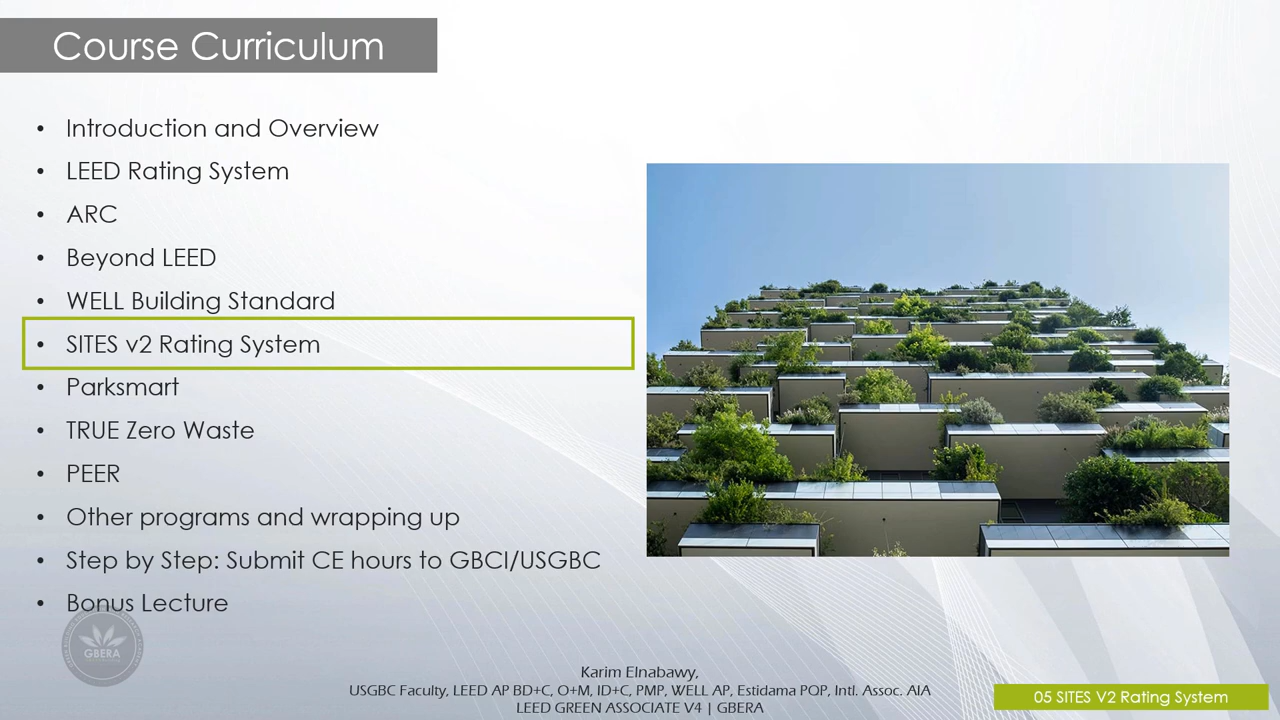 Course Curriculum
• Introduction and Overview
• LEED Rating System
• ARC
• Beyond LEED
• WELL Building Standard
• SITES v2 Rating System
Parksmart
• TRUE Zero Waste
• PEER
• Other programs and wrapping up
• Step by Step: Submit CE hours to GBCI/USGBC
• Bonus Lecture
GBERA
Karim Elnabawy,
USGBC Faculty, LEED AP BD+C, O+M, ID+C, PMP, WELL AP, Estidama POP, Intl. Assoc. AIA
LEED GREEN ASSOCIATE V4 | GBERA
05 SITES V2 Rating System